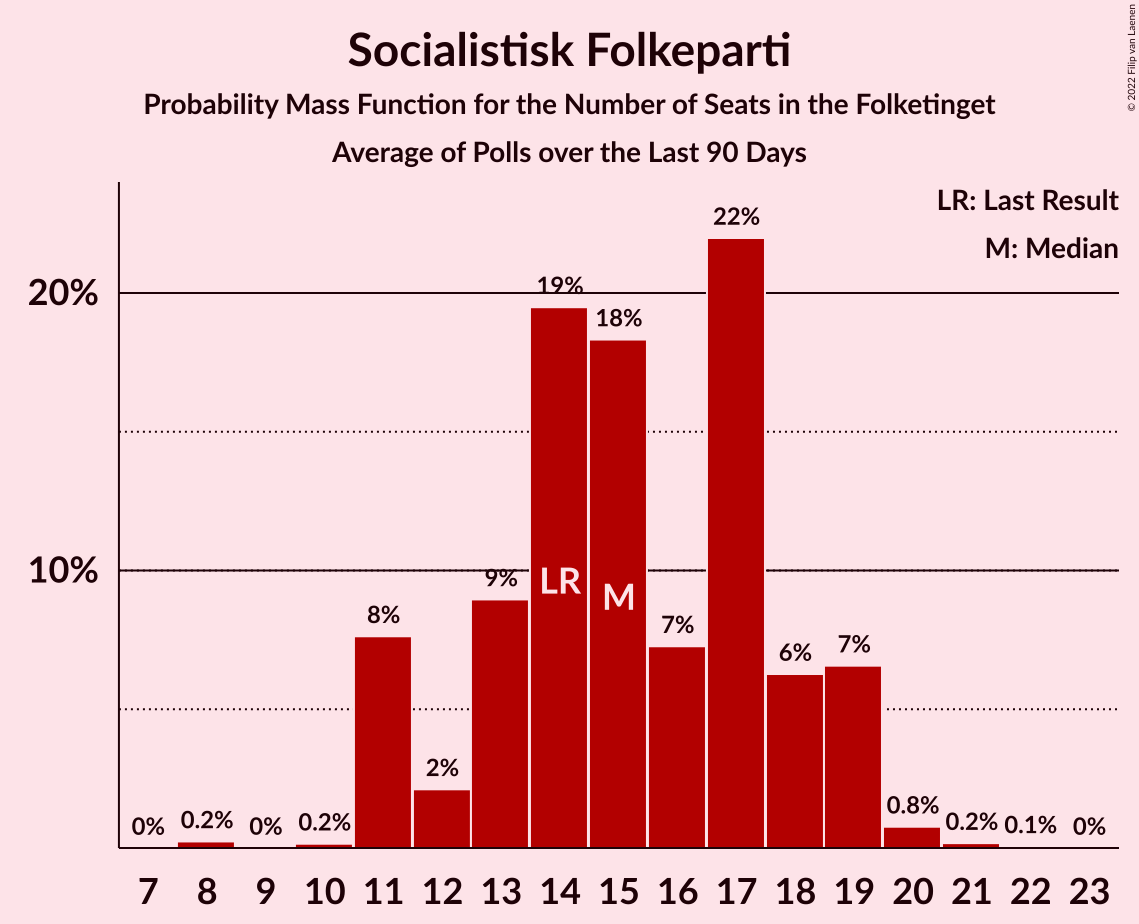 Socialistisk Folkeparti
Probability Mass Function for the Number of Seats in the Folketinget
Average of Polls over the Last 90 Days
© 2022 Filip van Laenen
LR: Last Result
M: Median
20%
10%
0%
0.2%
0%
0.2%
8%
2%
9%
19%
18%
7%
22%
6%
7%
0.8%
0.2%
0.1%
0%
LR
M
7 8 9 10 11 12 13 14 15 16 17 18 19 20 21 22 23